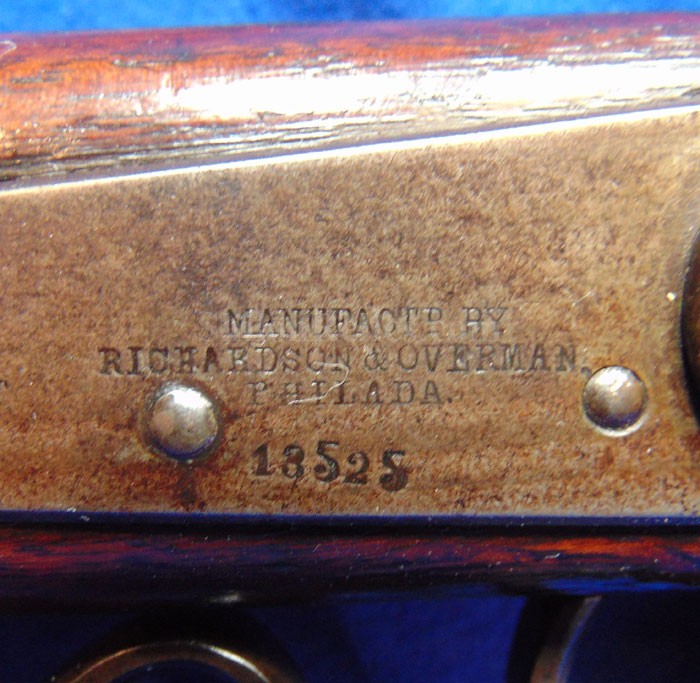 MANUFACT'D. BY
RICHARDSON & OVERMAN,
PHILADA.
13525